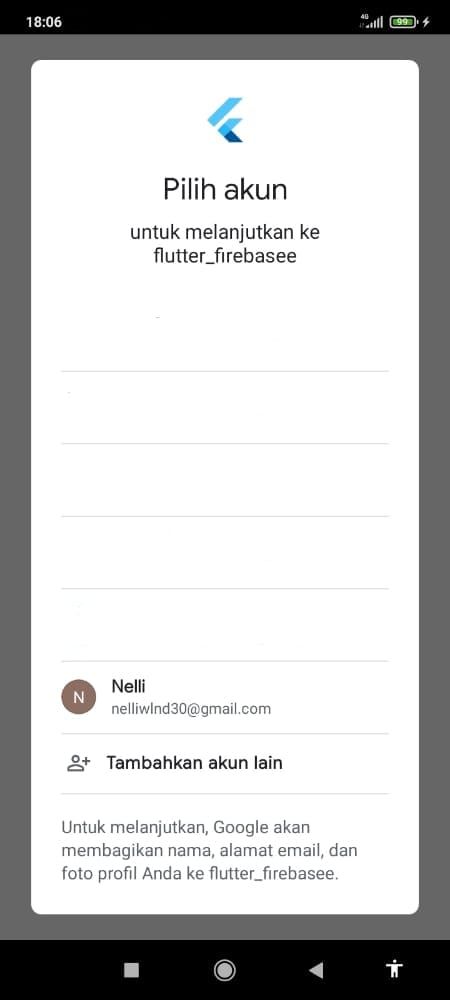 18:06
4G
99
Pilih akun
untuk melanjutkan ke
flutter_firebasee
N
Nelli
nelliwlnd30@gmail.com
Tambahkan akun lain
Untuk melanjutkan, Google akan
membagikan nama, alamat email, dan
foto profil Anda ke flutter_firebasee.